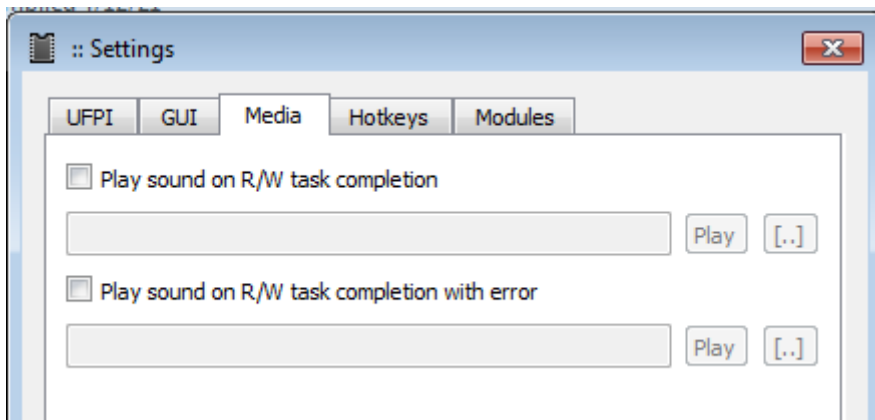 :: Settings
UFPI GUI Media Hotkeys Modules
Play sound on R/W task completion
Play [..]
Play sound on R/W task completion with error
Play [..]